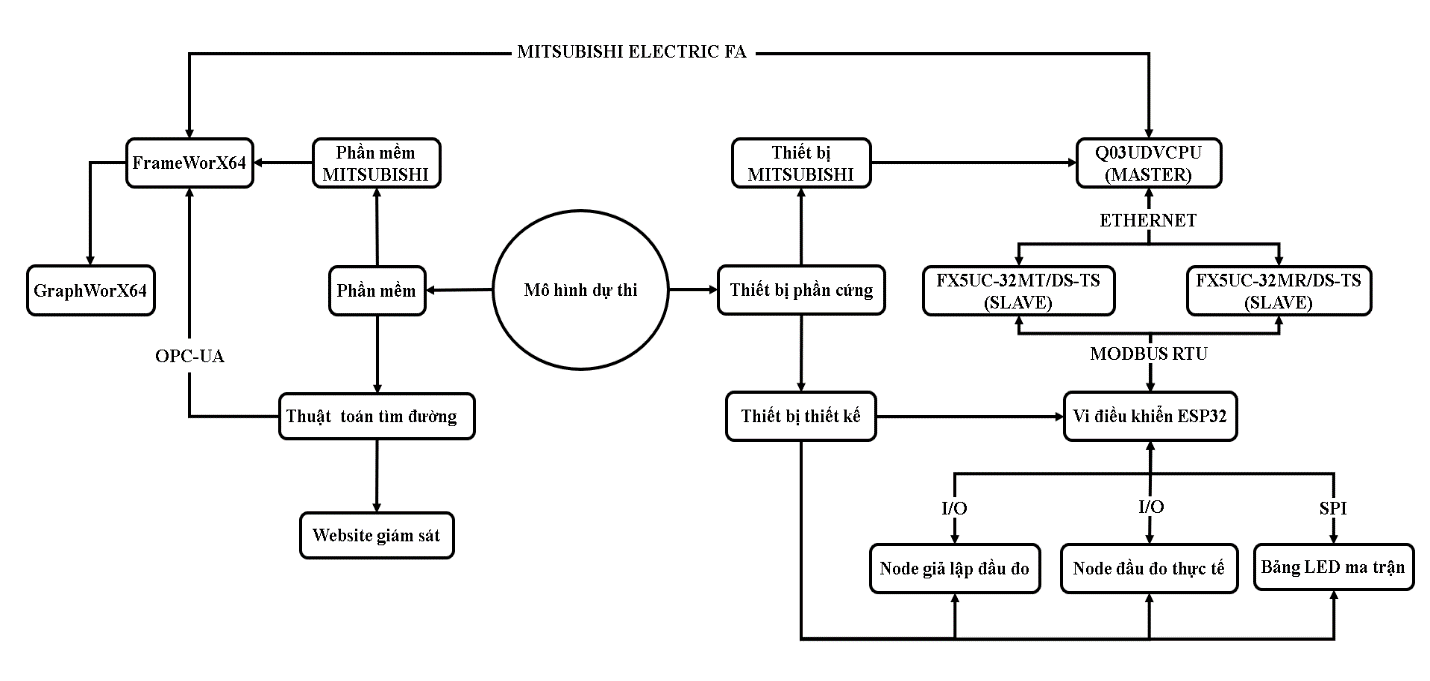 MITSUBISHI ELECTRIC FA
FrameWorX64
Phần mềm
MITSUBISHI
Thiết bị
MITSUBISHI
Q03UDVCPU
(MASTER)
ETHERNET
GraphWorX64
Phần mềm
Mô hình dự thi
Thiết bị phần cứng
FX5UC-32MT/DS-TS
(SLAVE)
FX5UC-32MR/DS-TS
(SLAVE)
OPC-UA
MODBUS RTU
Thuật toán tìm đường
Thiết bị thiết kế
Vi điều khiển ESP32
I/O
I/O
SPI
Website giám sát
Node giả lập đầu đo
Node đầu đo thực tế
Bảng LED ma trận